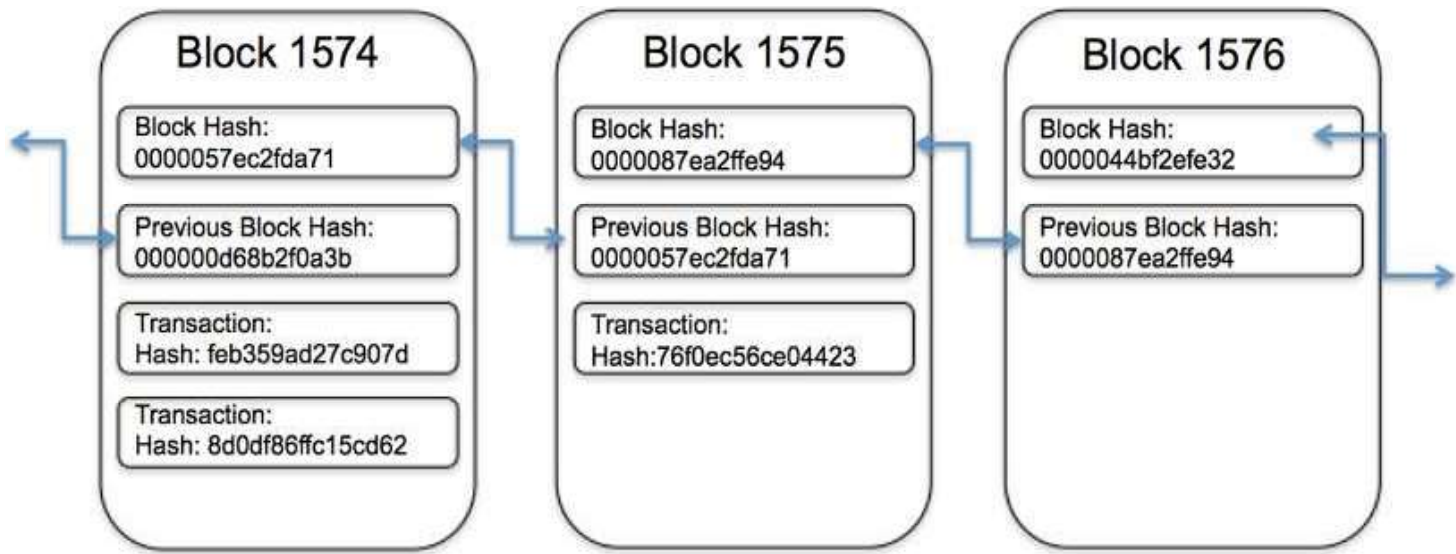 Block 1574
Block Hash:
0000057ec2fda71
Previous Block Hash:
000000d68b2f0a3b
Transaction:
Hash: feb359ad27c907d
Transaction:
Hash: 8d0df86ffc15cd62
Block 1575
Block Hash:
0000087ea2ffe94
Previous Block Hash:
0000057ec2fda71
Transaction:
Hash:76f0ec56ce04423
Block 1576
Block Hash:
0000044bf2efe32
Previous Block Hash:
0000087ea2ffe94